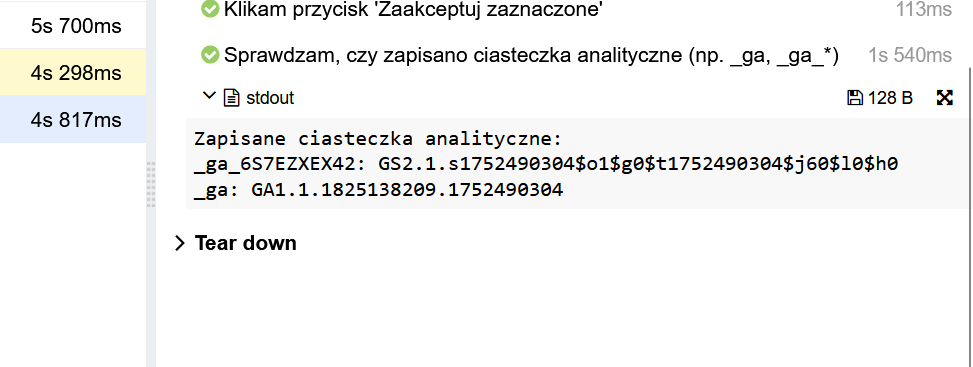 5s 700ms
4s 298ms
4s 817ms
Klikam przycisk 'Zaakceptuj zaznaczone' 113ms
Sprawdzam, czy zapisano ciasteczka analityczne (np. _ga, _ga_*) 1s 540ms
stdout 128 B
Zapisane ciasteczka analityczne:
_ga_6S7EZXEX42: GS2.1.s1752490304$o1$g0$t1752490304$j60$l0$h0
_ga: GA1.1.1825138209.1752490304
Tear down